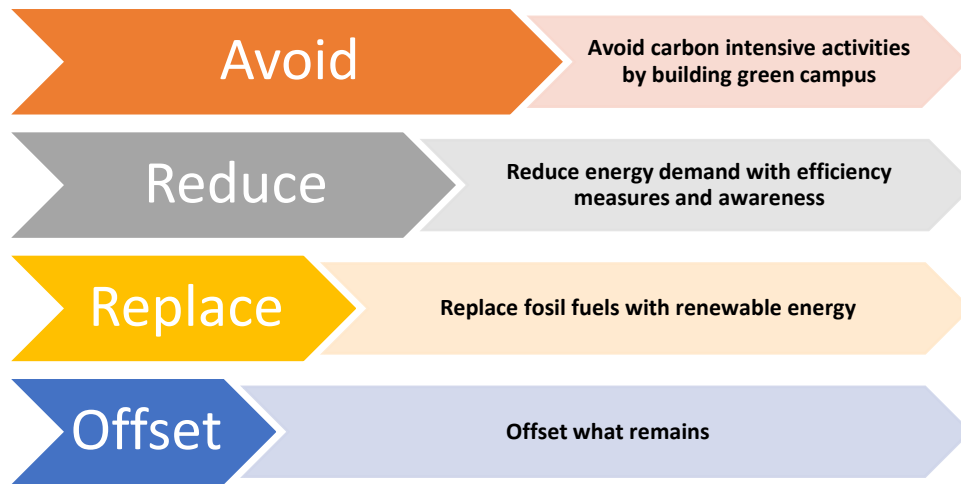 Avoid
Avoid carbon intensive activities
by building green campus
Reduce
Reduce energy demand with efficiency
measures and awareness
Replace
Replace fosil fuels with renewable energy
Offset
Offset what remains